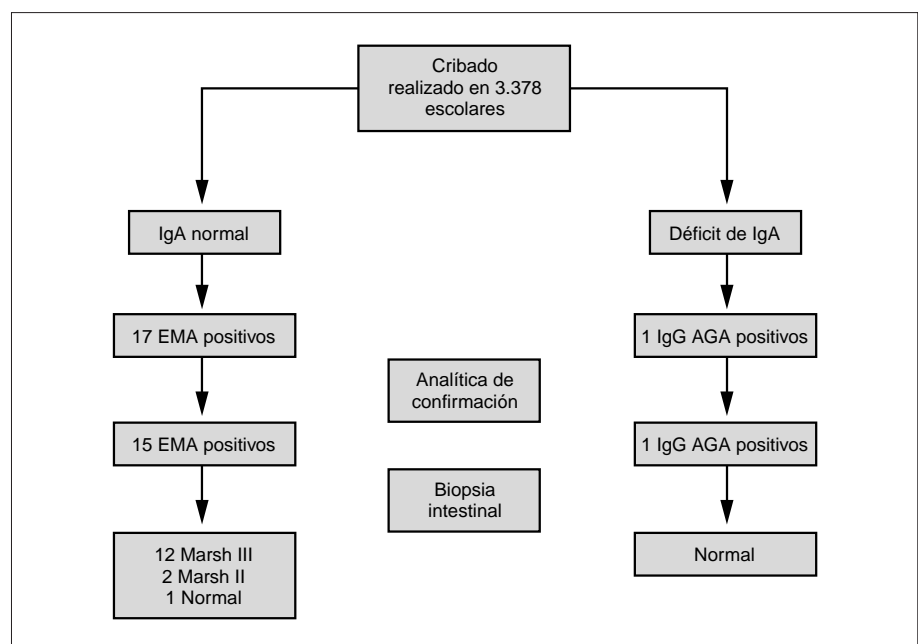 Cribado
realizado en 3.378
escolares
IgA normal
Déficit de IgA
17 EMA positivos
1 IgG AGA positivos
Analítica de
confirmación
15 EMA positivos
1 IgG AGA positivos
Biopsia
intestinal
12 Marsh III
2 Marsh II
1 Normal
Normal